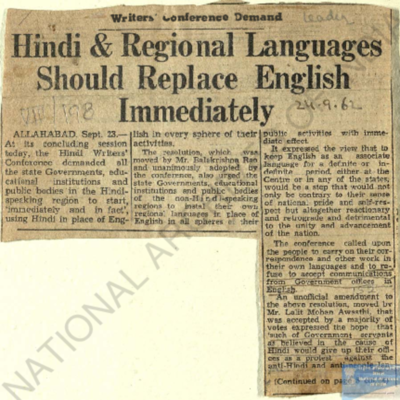 Writers' Conference Demand
Leader
Hindi & Regional Languages
Should Replace English
Immediately
24.9.62
ALLAHABAD, Sept. 23.—
At its concluding session
today, the Hindi Writers'
Conference demanded all
the state Governments, edu-
cational institutions and
public bodies in the Hindi
speaking region to start,
'immediately and in fact,'
using Hindi in place of Eng-
lish in every sphere of their
activities.
The resolution, which was
moved by Mr. Balakrishna Rao
and unanimously adopted by
the conference, also urged the
state Governments, educational
institutions and public bodies
of the non-Hindi-speaking
regions to instal their own
regional languages in place of
English in all spheres of their
public activities with imme-
diate effect.
It expressed the view that to
keep English as an associate
language for a definite or in-
definite period, either at the
Centre or in any of the states,
would be a step that would not
only be contrary to the sense
of national pride and self-res-
pect but altogether reactionary
and retrograde and detrimental
to the unity and advancement
of the nation.
The conference called upon
the people to carry on their cor-
respondence and other work in
their own languages and to re-
fuse to accept communications
from Government offices in
English.
An unofficial amendment to
the above resolution, moved by
Mr. Lalit Mohan Awasthi, that
was accepted by a majority of
votes expressed the hope that
such of Government servants
as believed in the cause of
Hindi would give up their offi-
ces as a protest against the
anti-Hindi and
(Continued on page
NATIONAL